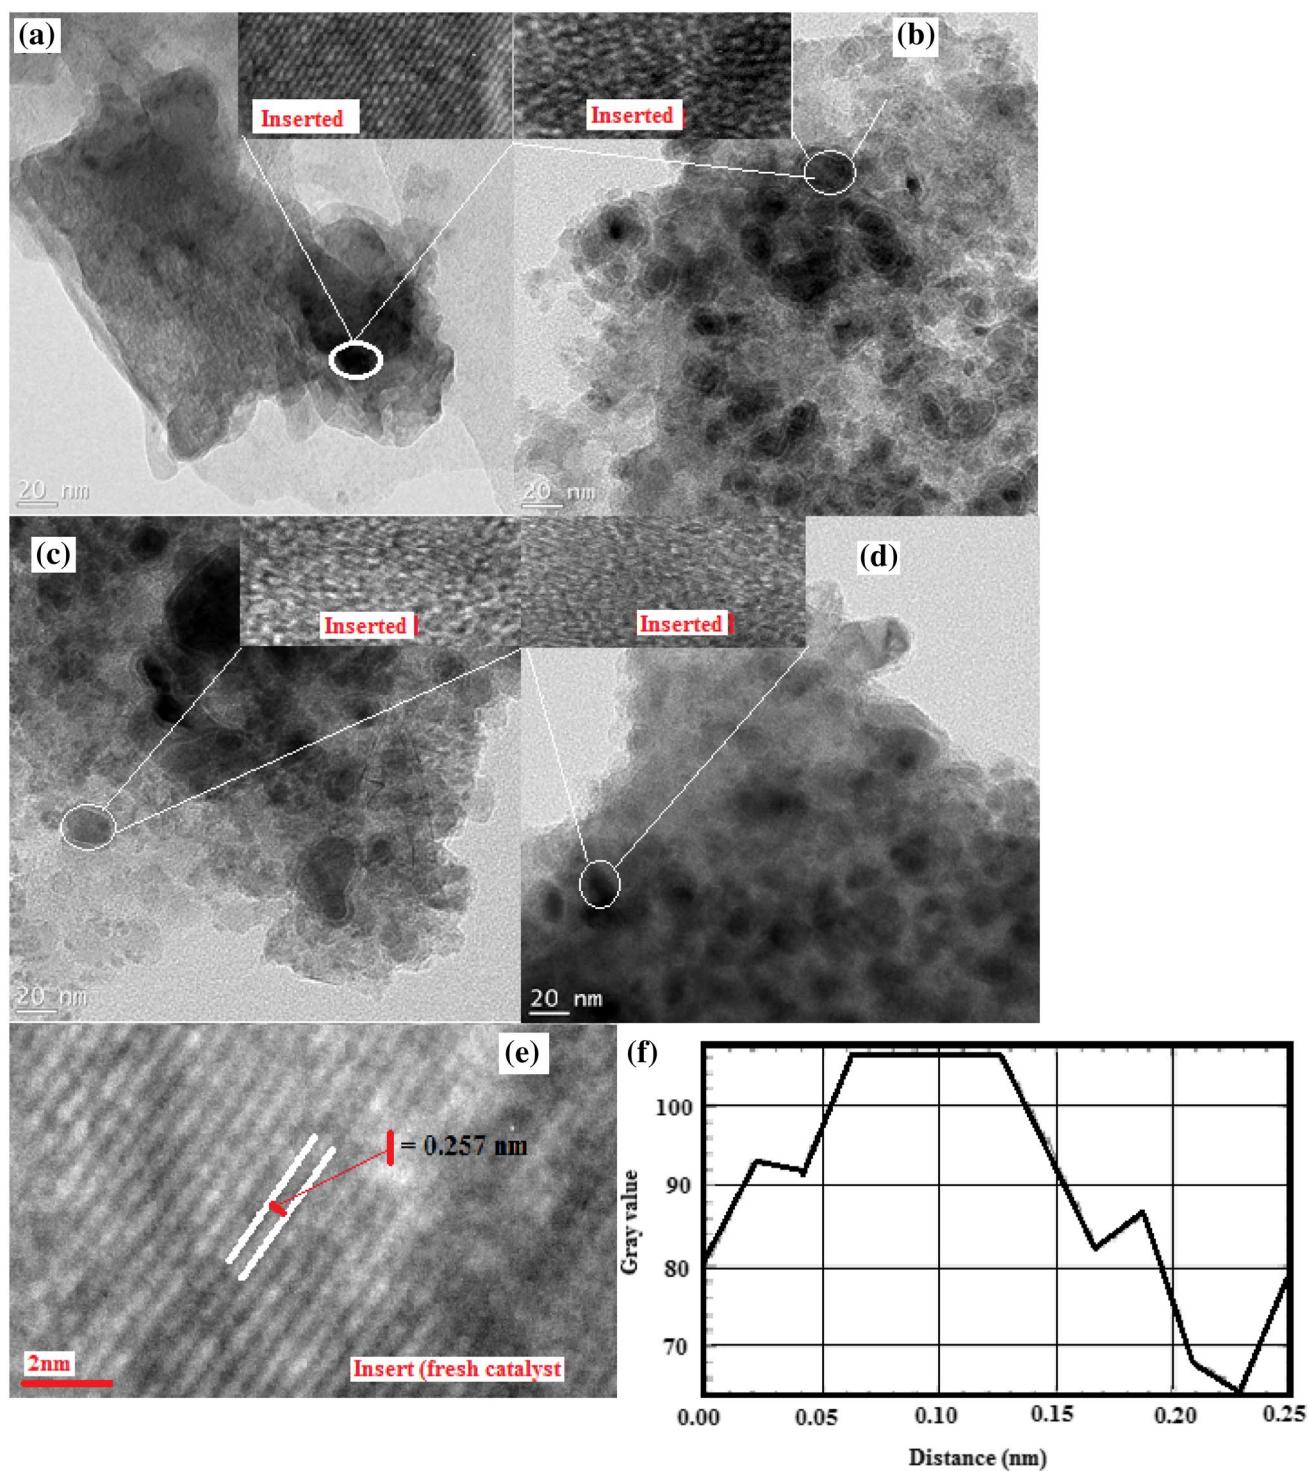 (a)
Inserted
Inserted
(b)
20 nm
20 nm
(c)
Inserted
Inserted
(d)
20 nm
20 nm
(e)
= 0.257 nm
2nm
Insert (fresh catalyst
(f)
100
90
80
70
Gray value
0.00 0.05 0.10 0.15 0.20 0.25
Distance (nm)